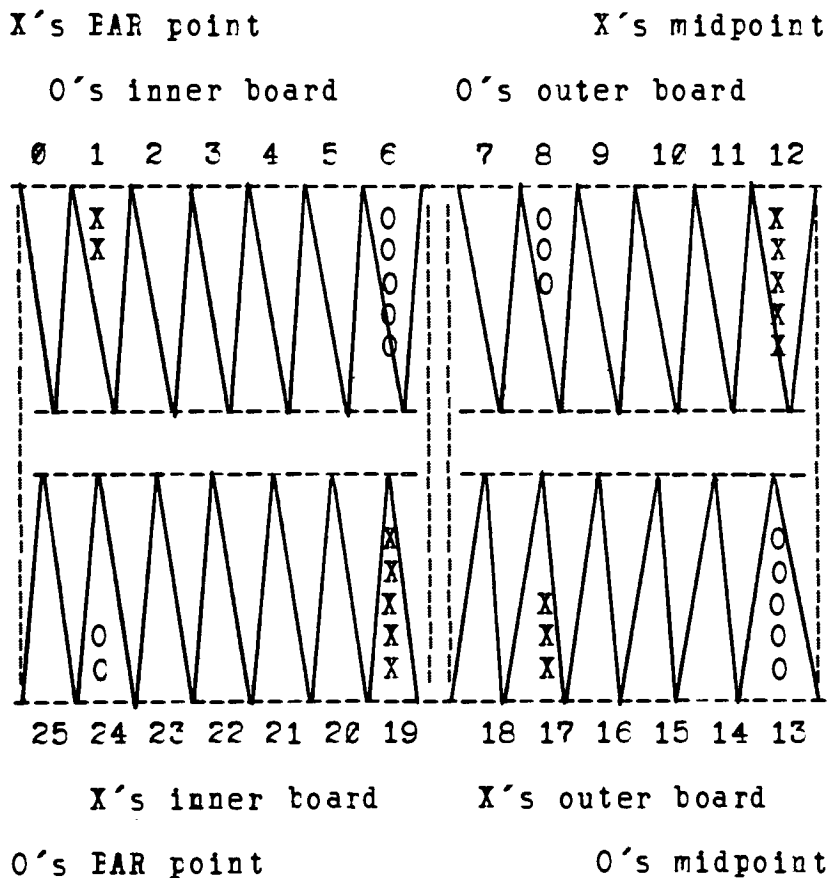 X's BAR point X's midpoint
O's inner board O's outer board
0 1 2 3 4 5 6 7 8 9 10 11 12
X O O X
X O O X
O O X
O X
O X
X O
X O
X X O
O X X O
O X X O
25 24 23 22 21 20 19 18 17 16 15 14 13
X's inner board X's outer board
O's BAR point O's midpoint